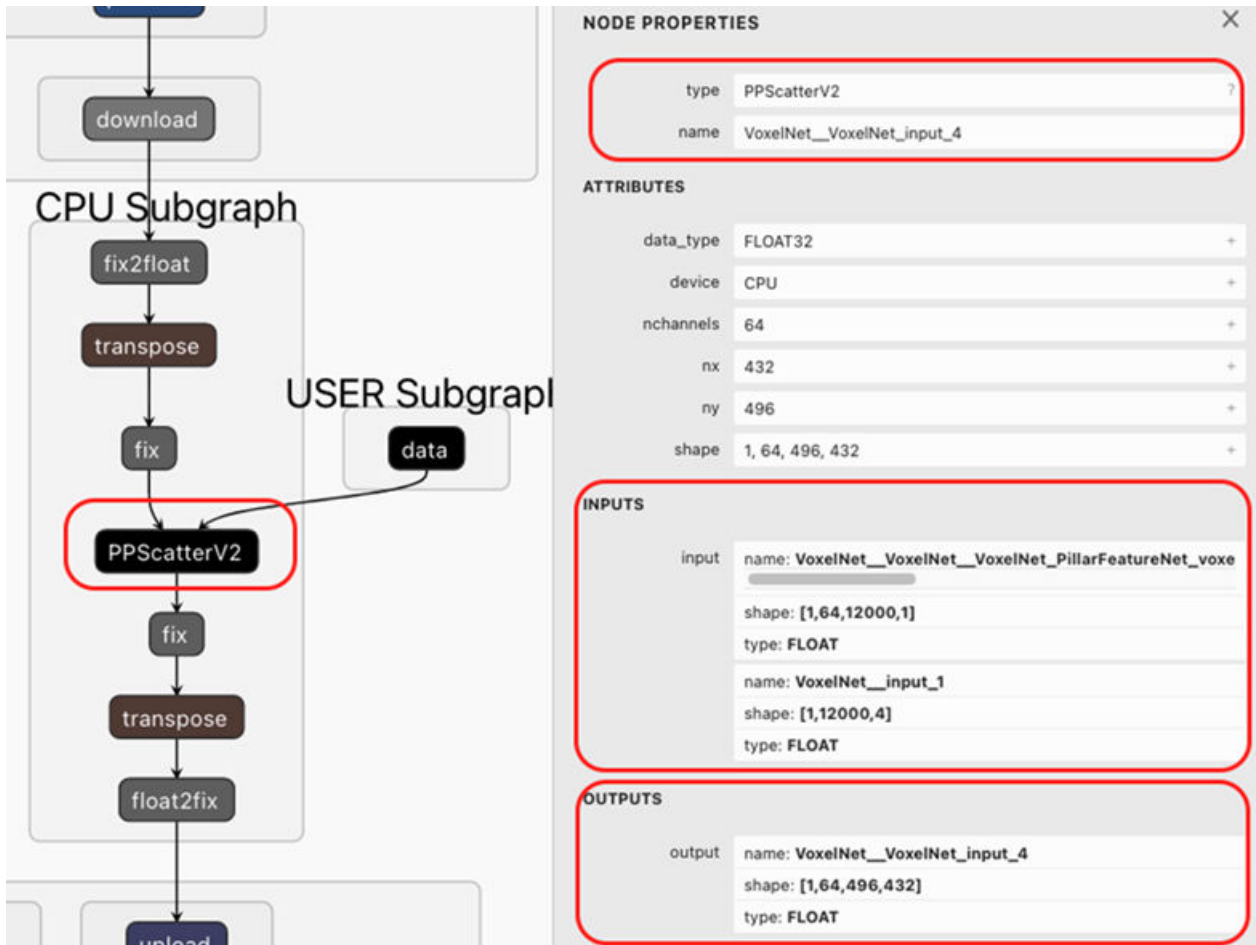 download
CPU Subgraph
fix2float
transpose
fix
USER Subgrapl
data
PPScatterV2
fix
transpose
float2fix
upload
NODE PROPERTIES
type PPScatterV2 ?
name VoxelNet__VoxelNet_input_4
ATTRIBUTES
data_type FLOAT32 +
device CPU +
nchannels 64 +
nx 432 +
ny 496 +
shape 1, 64, 496, 432 +
INPUTS
input name: VoxelNet__VoxelNet__VoxelNet_PillarFeatureNet_voxe
shape: [1,64,12000,1]
type: FLOAT
name: VoxelNet__input_1
shape: [1,12000,4]
type: FLOAT
OUTPUTS
output name: VoxelNet__VoxelNet_input_4
shape: [1,64,496,432]
type: FLOAT